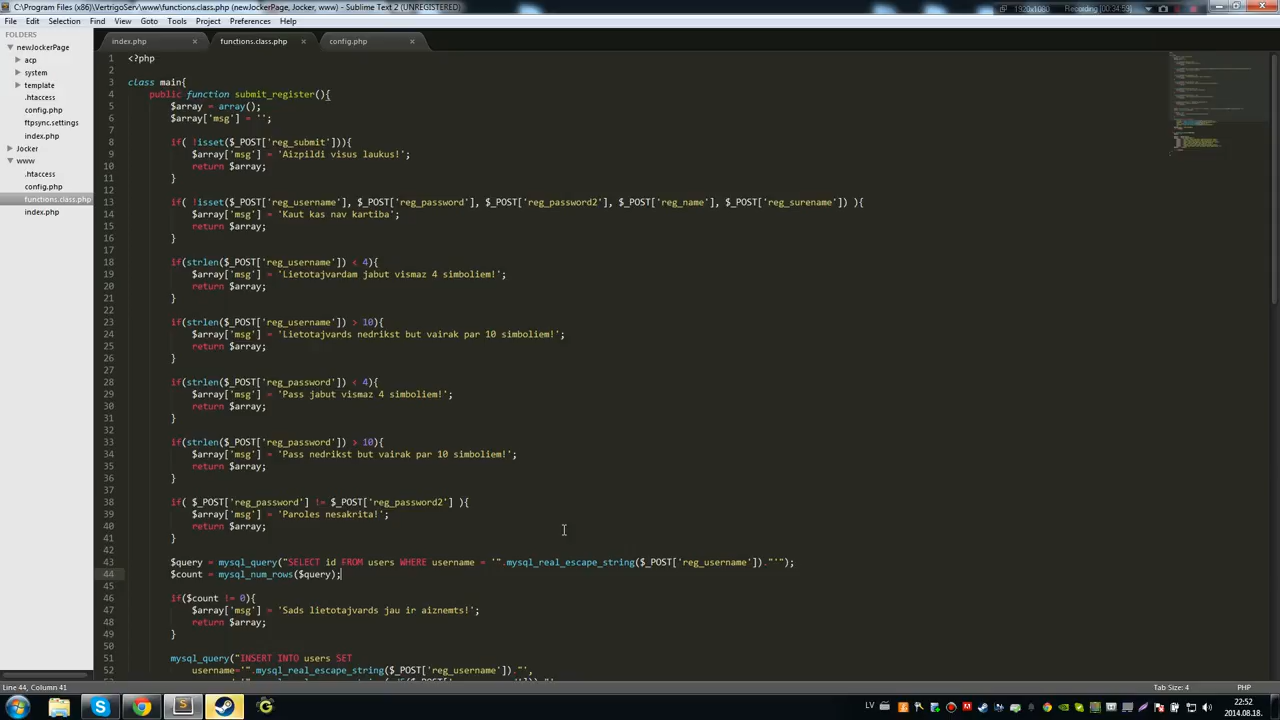 C:\Program Files (x86)\VertrigoServ\www\functions.class.php (newJockerPage, Jocker, www) - Sublime Text 2 (UNREGISTERED)
1920x1080
Recording [00:34:59]
File Edit Selection Find View Goto Tools Project Preferences Help
FOLDERS
newJockerPage
acp
system
template
.htaccess
config.php
ftpsync.settings
index.php
Jocker
www
.htaccess
config.php
functions.class.php
index.php
index.php functions.class.php config.php
1 <?php
2
3 class main{
4 public function submit_register(){
5 $array = array();
6 $array['msg'] = '';
7
8 if( !isset($_POST['reg_submit'])){
9 $array['msg'] = 'Aizpildi visus laukus!';
10 return $array;
11 }
12
13 if( !isset($_POST['reg_username'], $_POST['reg_password'], $_POST['reg_password2'], $_POST['reg_name'], $_POST['reg_surename']) ){
14 $array['msg'] = 'Kaut kas nav kartiba';
15 return $array;
16 }
17
18 if(strlen($_POST['reg_username']) < 4){
19 $array['msg'] = 'Lietotajvardam jabut vismaz 4 simboliem!';
20 return $array;
21 }
22
23 if(strlen($_POST['reg_username']) > 10){
24 $array['msg'] = 'Lietotajvards nedrikst but vairak par 10 simboliem!';
25 return $array;
26 }
27
28 if(strlen($_POST['reg_password']) < 4){
29 $array['msg'] = 'Pass jabut vismaz 4 simboliem!';
30 return $array;
31 }
32
33 if(strlen($_POST['reg_password']) > 10){
34 $array['msg'] = 'Pass nedrikst but vairak par 10 simboliem!';
35 return $array;
36 }
37
38 if( $_POST['reg_password'] != $_POST['reg_password2'] ){
39 $array['msg'] = 'Paroles nesakrita!';
40 return $array;
41 }
42
43 $query = mysql_query("SELECT id FROM users WHERE username = '".mysql_real_escape_string($_POST['reg_username'])."'");
44 $count = mysql_num_rows($query);
45
46 if($count != 0){
47 $array['msg'] = 'Sads lietotajvards jau ir aiznemts!';
48 return $array;
49 }
50
51 mysql_query("INSERT INTO users SET
52 username='".mysql_real_escape_string($_POST['reg_username'])."',
Line 44, Column 41
Tab Size: 4
PHP
LV
22:52
2014.08.18.